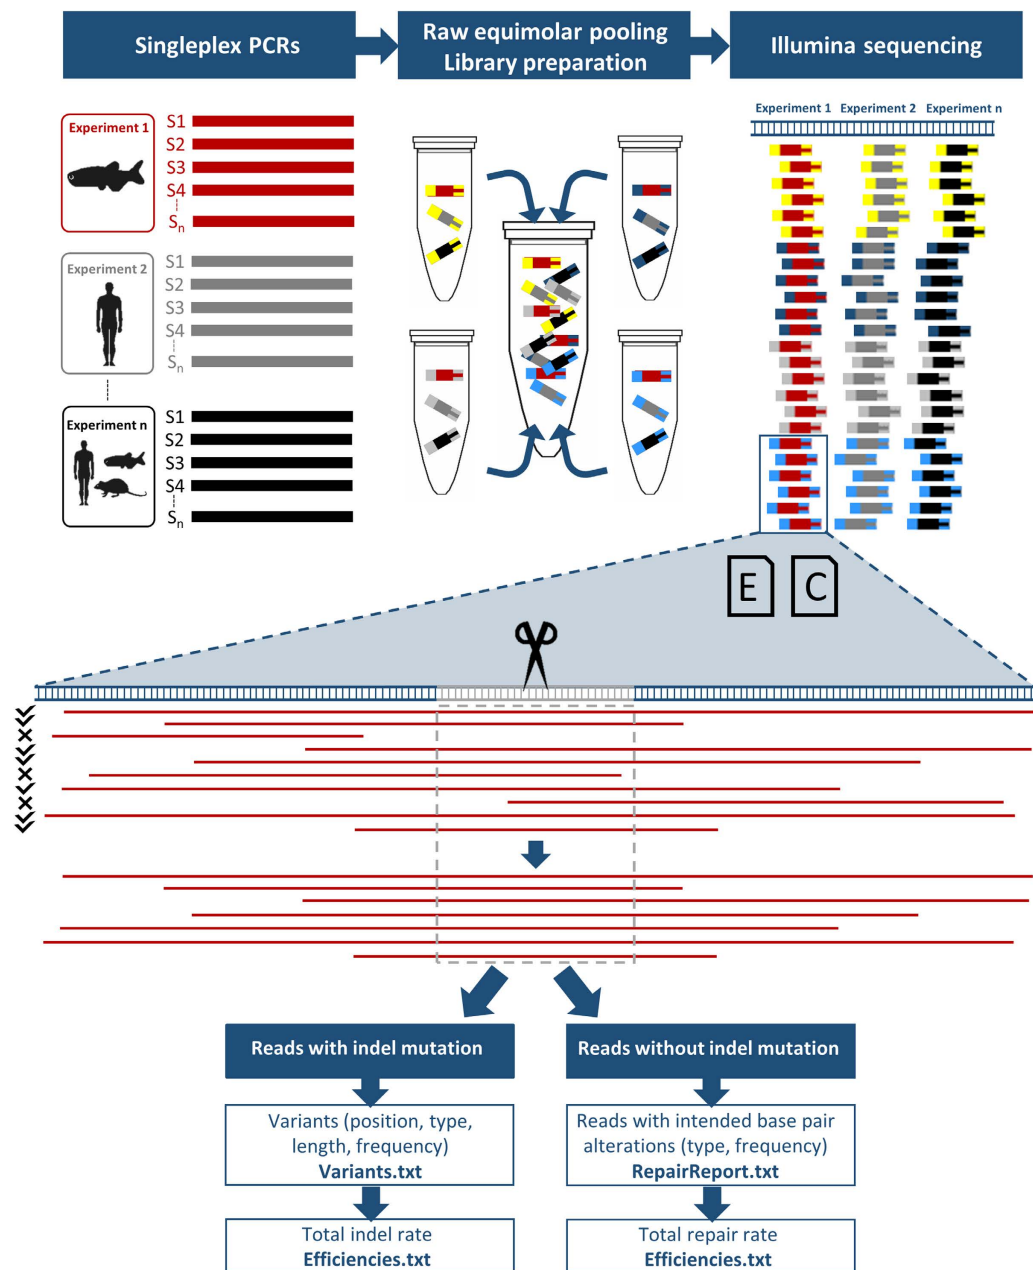 Singleplex PCRs
Raw equimolar pooling
Library preparation
Illumina sequencing
Experiment 1
S1
S2
S3
S4
Sn
Experiment 2
S1
S2
S3
S4
Sn
Experiment n
S1
S2
S3
S4
Sn
Experiment 1 Experiment 2 Experiment n
E C
Reads with indel mutation
Variants (position, type,
length, frequency)
Variants.txt
Total indel rate
Efficiencies.txt
Reads without indel mutation
Reads with intended base pair
alterations (type, frequency)
RepairReport.txt
Total repair rate
Efficiencies.txt